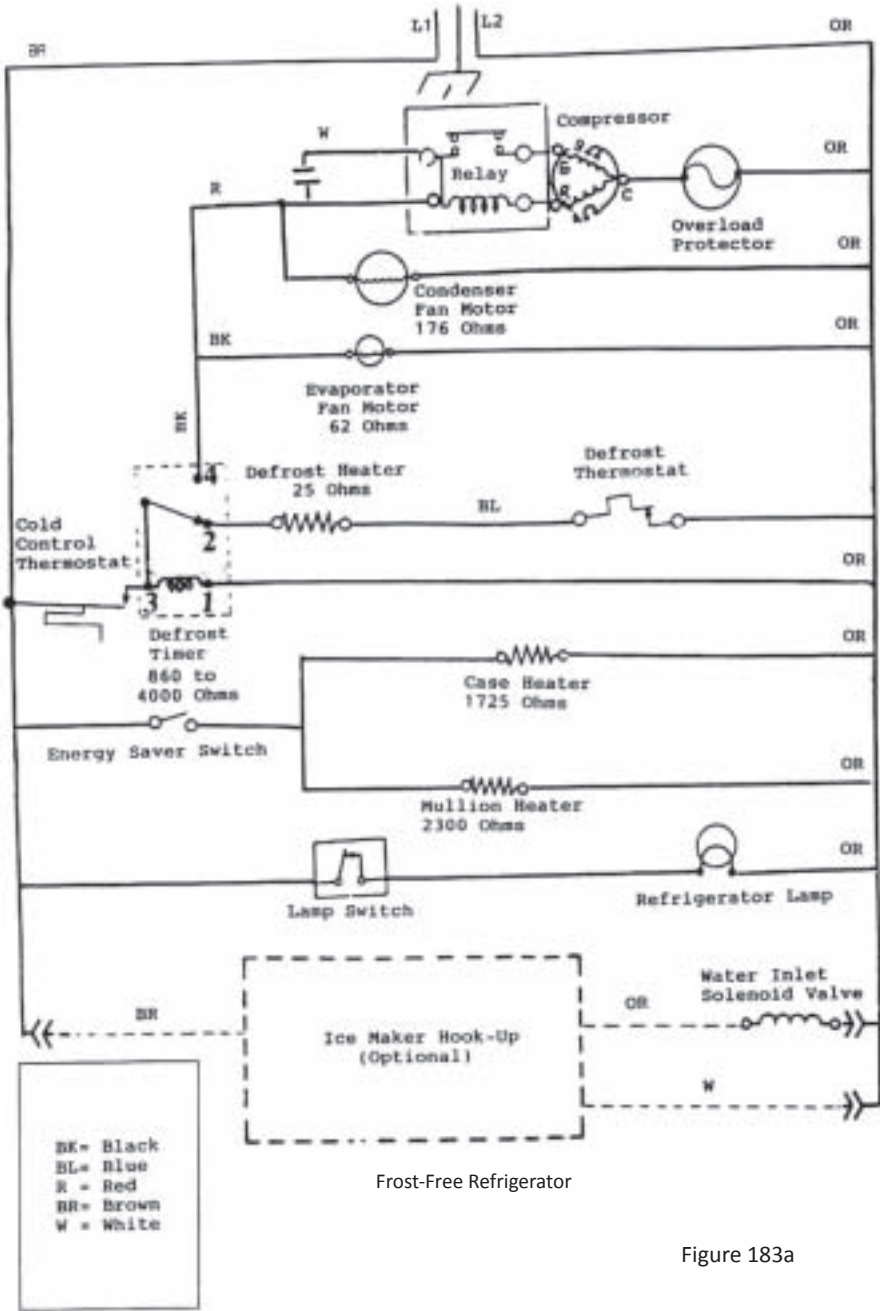 L1
L2
BR
OR
W
Compressor
OR
R
Relay
S
R
C
Overload
Protector
OR
Condenser
Fan Motor
176 Ohms
BK
OR
Evaporator
Fan Motor
62 Ohms
BK
4
Defrost Heater
25 Ohms
Defrost
Thermostat
BL
2
Cold
Control
Thermostat
OR
3
1
Defrost
Timer
860 to
4000 Ohms
OR
Case Heater
1725 Ohms
Energy Saver Switch
OR
Mullion Heater
2300 Ohms
OR
Lamp Switch
Refrigerator Lamp
Water Inlet
Solenoid Valve
BR
OR
Ice Maker Hook-Up
(Optional)
W
BK= Black
BL= Blue
R = Red
BR= Brown
W = White
Frost-Free Refrigerator
Figure 183a